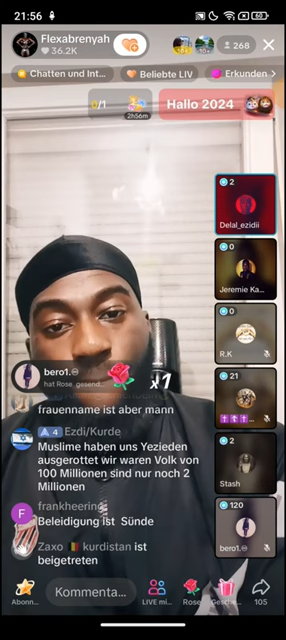 21:56
60
Flexabrenyah
36.2K
268
Chatten und Int...
Beliebte LIV
Erkunden
/1
2h56m
Hallo 2024
2
Delal_ezidii
0
Jeremie Ka...
0
R.K
21
2
Stash
120
bero1.
bero1.
hat Rose gesend..
x1
frauenname ist aber mann
4 Ezdi/Kurde
Muslime haben uns Yezieden
ausgerottet wir waren Volk von
100 Millionen sind nur noch 2
Millionen
F
frankheering
Beleidigung ist Sünde
Zaxo kurdistan ist
beigetreten
Abonn...
Kommenta...
LIVE mi...
Rose
Gesche...
105